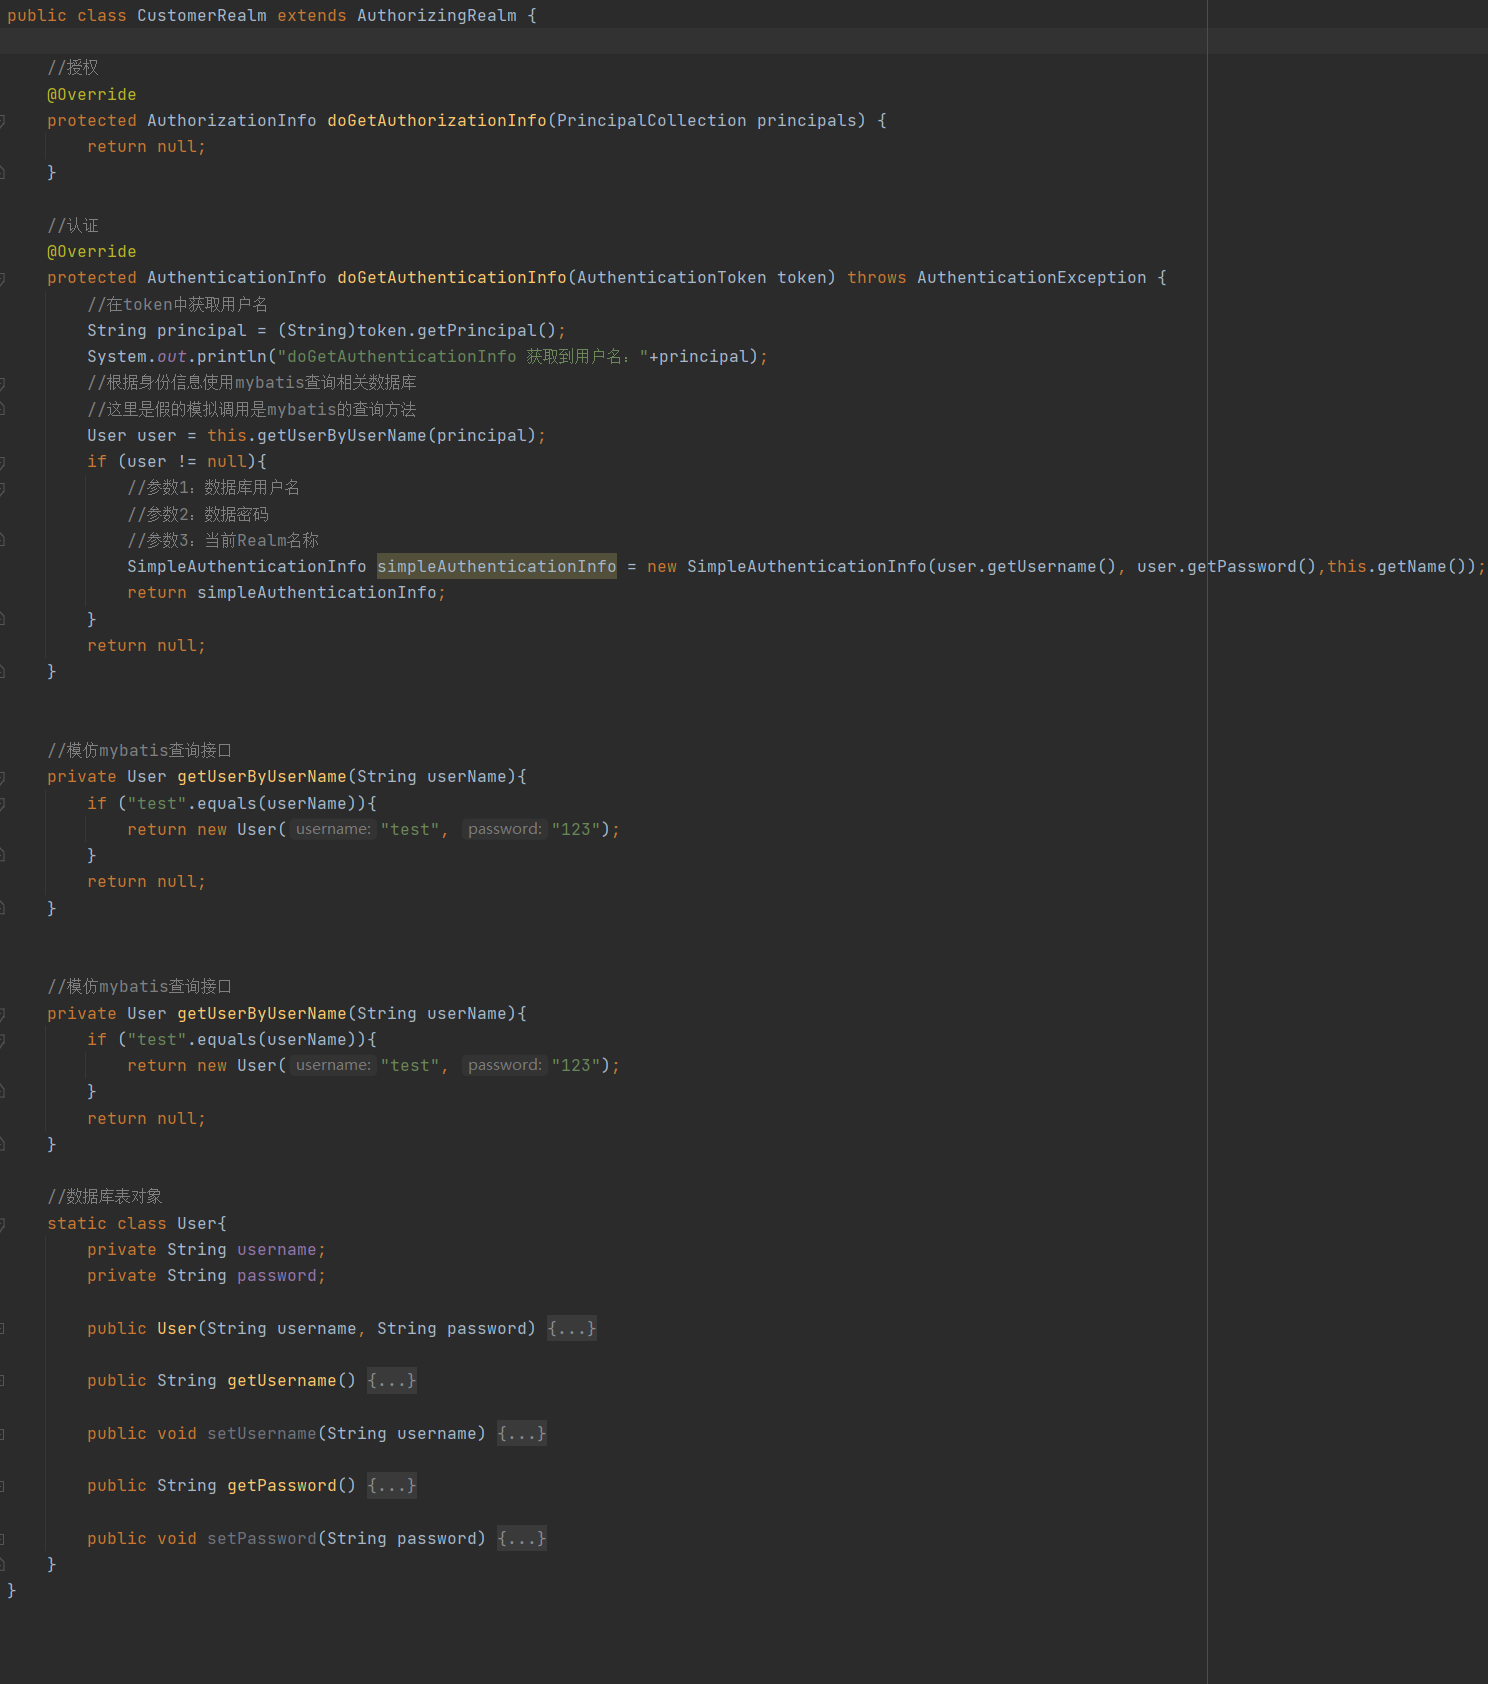 public class CustomerRealm extends AuthorizingRealm {
//授权
@Override
protected AuthorizationInfo doGetAuthorizationInfo(PrincipalCollection principals) {
return null;
}
//认证
@Override
protected AuthenticationInfo doGetAuthenticationInfo(AuthenticationToken token) throws AuthenticationException {
//在token中获取用户名
String principal = (String)token.getPrincipal();
System.out.println("doGetAuthenticationInfo 获取到用户名："+principal);
//根据身份信息使用mybatis查询相关数据库
//这里是假的模拟调用是mybatis的查询方法
User user = this.getUserByUserName(principal);
if (user != null){
//参数1：数据库用户名
//参数2：数据密码
//参数3：当前Realm名称
SimpleAuthenticationInfo simpleAuthenticationInfo = new SimpleAuthenticationInfo(user.getUsername(), user.getPassword(),this.getName());
return simpleAuthenticationInfo;
}
return null;
}
//模仿mybatis查询接口
private User getUserByUserName(String userName){
if ("test".equals(userName)){
return new User( username: "test", password: "123");
}
return null;
}
//模仿mybatis查询接口
private User getUserByUserName(String userName){
if ("test".equals(userName)){
return new User( username: "test", password: "123");
}
return null;
}
//数据库表对象
static class User{
private String username;
private String password;
public User(String username, String password) {...}
public String getUsername() {...}
public void setUsername(String username) {...}
public String getPassword() {...}
public void setPassword(String password) {...}
}
}